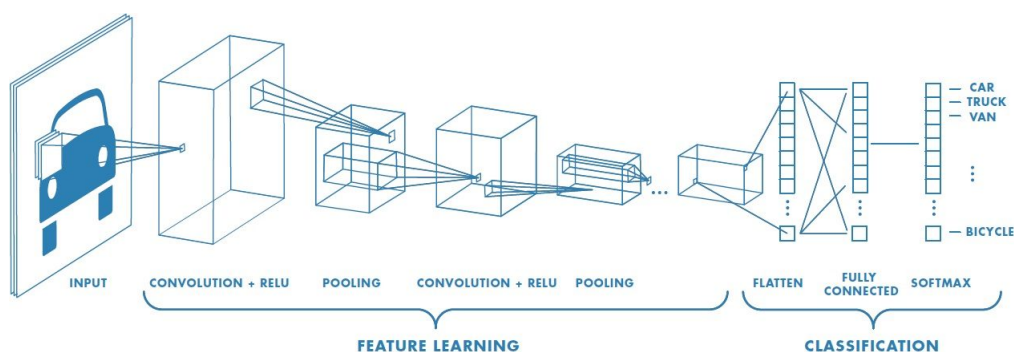 CAR
TRUCK
VAN
BICYCLE
INPUT
CONVOLUTION + RELU
POOLING
CONVOLUTION + RELU
POOLING
FLATTEN
FULLY
CONNECTED
SOFTMAX
FEATURE LEARNING
CLASSIFICATION